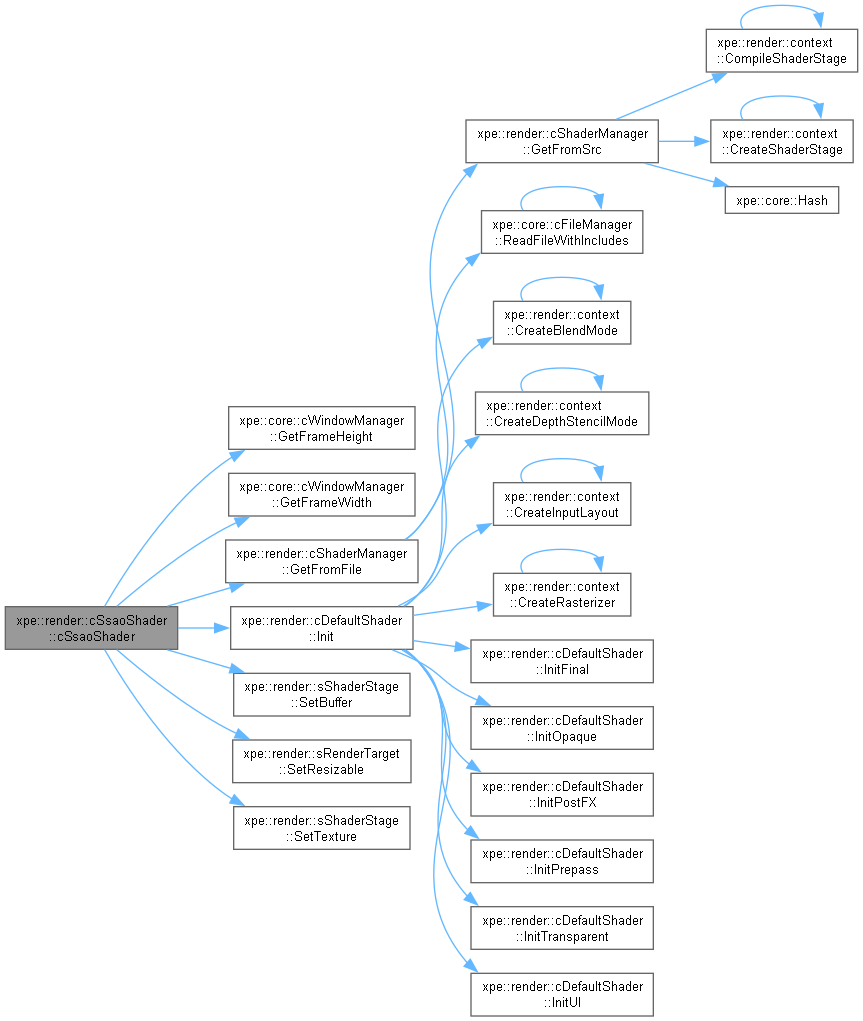 xpe::render::context
::CompileShaderStage
xpe::render::cShaderManager
::GetFromSrc
xpe::render::context
::CreateShaderStage
xpe::core::Hash
xpe::core::cFileManager
::ReadFileWithIncludes
xpe::render::context
::CreateBlendMode
xpe::render::context
::CreateDepthStencilMode
xpe::core::cWindowManager
::GetFrameHeight
xpe::core::cWindowManager
::GetFrameWidth
xpe::render::context
::CreateInputLayout
xpe::render::cShaderManager
::GetFromFile
xpe::render::context
::CreateRasterizer
xpe::render::cSsaoShader
::cSsaoShader
xpe::render::cDefaultShader
::Init
xpe::render::cDefaultShader
::InitFinal
xpe::render::sShaderStage
::SetBuffer
xpe::render::cDefaultShader
::InitOpaque
xpe::render::sRenderTarget
::SetResizable
xpe::render::cDefaultShader
::InitPostFX
xpe::render::sShaderStage
::SetTexture
xpe::render::cDefaultShader
::InitPrepass
xpe::render::cDefaultShader
::InitTransparent
xpe::render::cDefaultShader
::InitUI